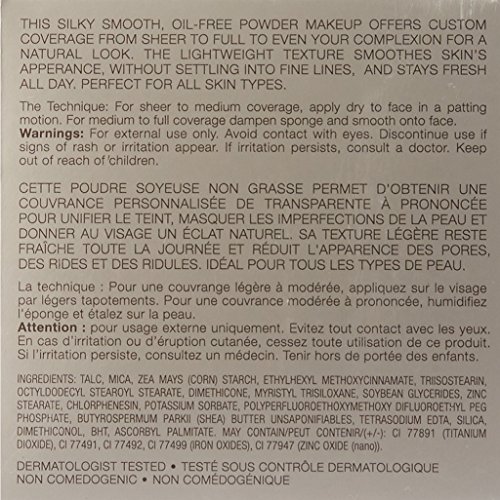 THIS SILKY SMOOTH, OIL-FREE POWDER MAKEUP OFFERS CUSTOM
COVERAGE FROM SHEER TO FULL TO EVEN YOUR COMPLEXION FOR A
NATURAL LOOK. THE LIGHTWEIGHT TEXTURE SMOOTHES SKIN'S
APPERANCE, WITHOUT SETTLING INTO FINE LINES, AND STAYS FRESH
ALL DAY. PERFECT FOR ALL SKIN TYPES.
The Technique: For sheer to medium coverage, apply dry to face in a patting
motion. For medium to full coverage dampen sponge and smooth onto face.
Warnings: For external use only. Avoid contact with eyes. Discontinue use if
signs of rash or irritation appear. If irritation persists, consult a doctor. Keep
out of reach of children.
CETTE POUDRE SOYEUSE NON GRASSE PERMET D'OBTENIR UNE
COUVRANCE PERSONNALISÉE DE TRANSPARENTE À PRONONCÉE
POUR UNIFIER LE TEINT, MASQUER LES IMPERFECTIONS DE LA PEAU ET
DONNER AU VISAGE UN ÉCLAT NATUREL. SA TEXTURE LÉGÈRE RESTE
FRAÎCHE TOUTE LA JOURNÉE ET RÉDUIT L'APPARENCE DES PORES,
DES RIDES ET DES RIDULES. IDÉAL POUR TOUS LES TYPES DE PEAU.
La technique : Pour une couvrange légère à modérée, appliquez sur le visage
par légers tapotements. Pour une couvrance modérée à prononcée, humidifiez
l'éponge et étalez sur la peau.
Attention : pour usage externe uniquement. Evitez tout contact avec les yeux.
En cas d'irritation ou d'éruption cutanée, cessez toute utilisation de ce produit.
Si l'irritation persiste, consultez un médecin. Tenir hors de portée des enfants.
INGREDIENTS: TALC, MICA, ZEA MAYS (CORN) STARCH, ETHYLHEXYL METHOXYCINNAMATE, TRIISOSTEARIN,
OCTYLDODECYL STEAROYL STEARATE, DIMETHICONE, MYRISTYL TRISILOXANE, SOYBEAN GLYCERIDES, ZINC
STEARATE, CHLORPHENESIN, POTASSIUM SORBATE, POLYPERFLUOROETHOXYMETHOXY DIFLUOROETHYL PEG
PHOSPHATE, BUTYROSPERMUM PARKII (SHEA) BUTTER UNSAPONIFIABLES, TETRASODIUM EDTA, SILICA,
DIMETHICONOL, BHT, ASCORBYL PALMITATE. MAY CONTAIN/PEUT CONTENIR/(+/-): CI 77891 (TITANIUM
DIOXIDE), CI 77491, CI 77492, CI 77499 (IRON OXIDES), CI 77947 (ZINC OXIDE (nano)).
DERMATOLOGIST TESTED • TESTÉ SOUS CONTRÔLE DERMATOLOGIQUE
NON COMEDOGENIC • NON COMÉDOGÉNIQUE